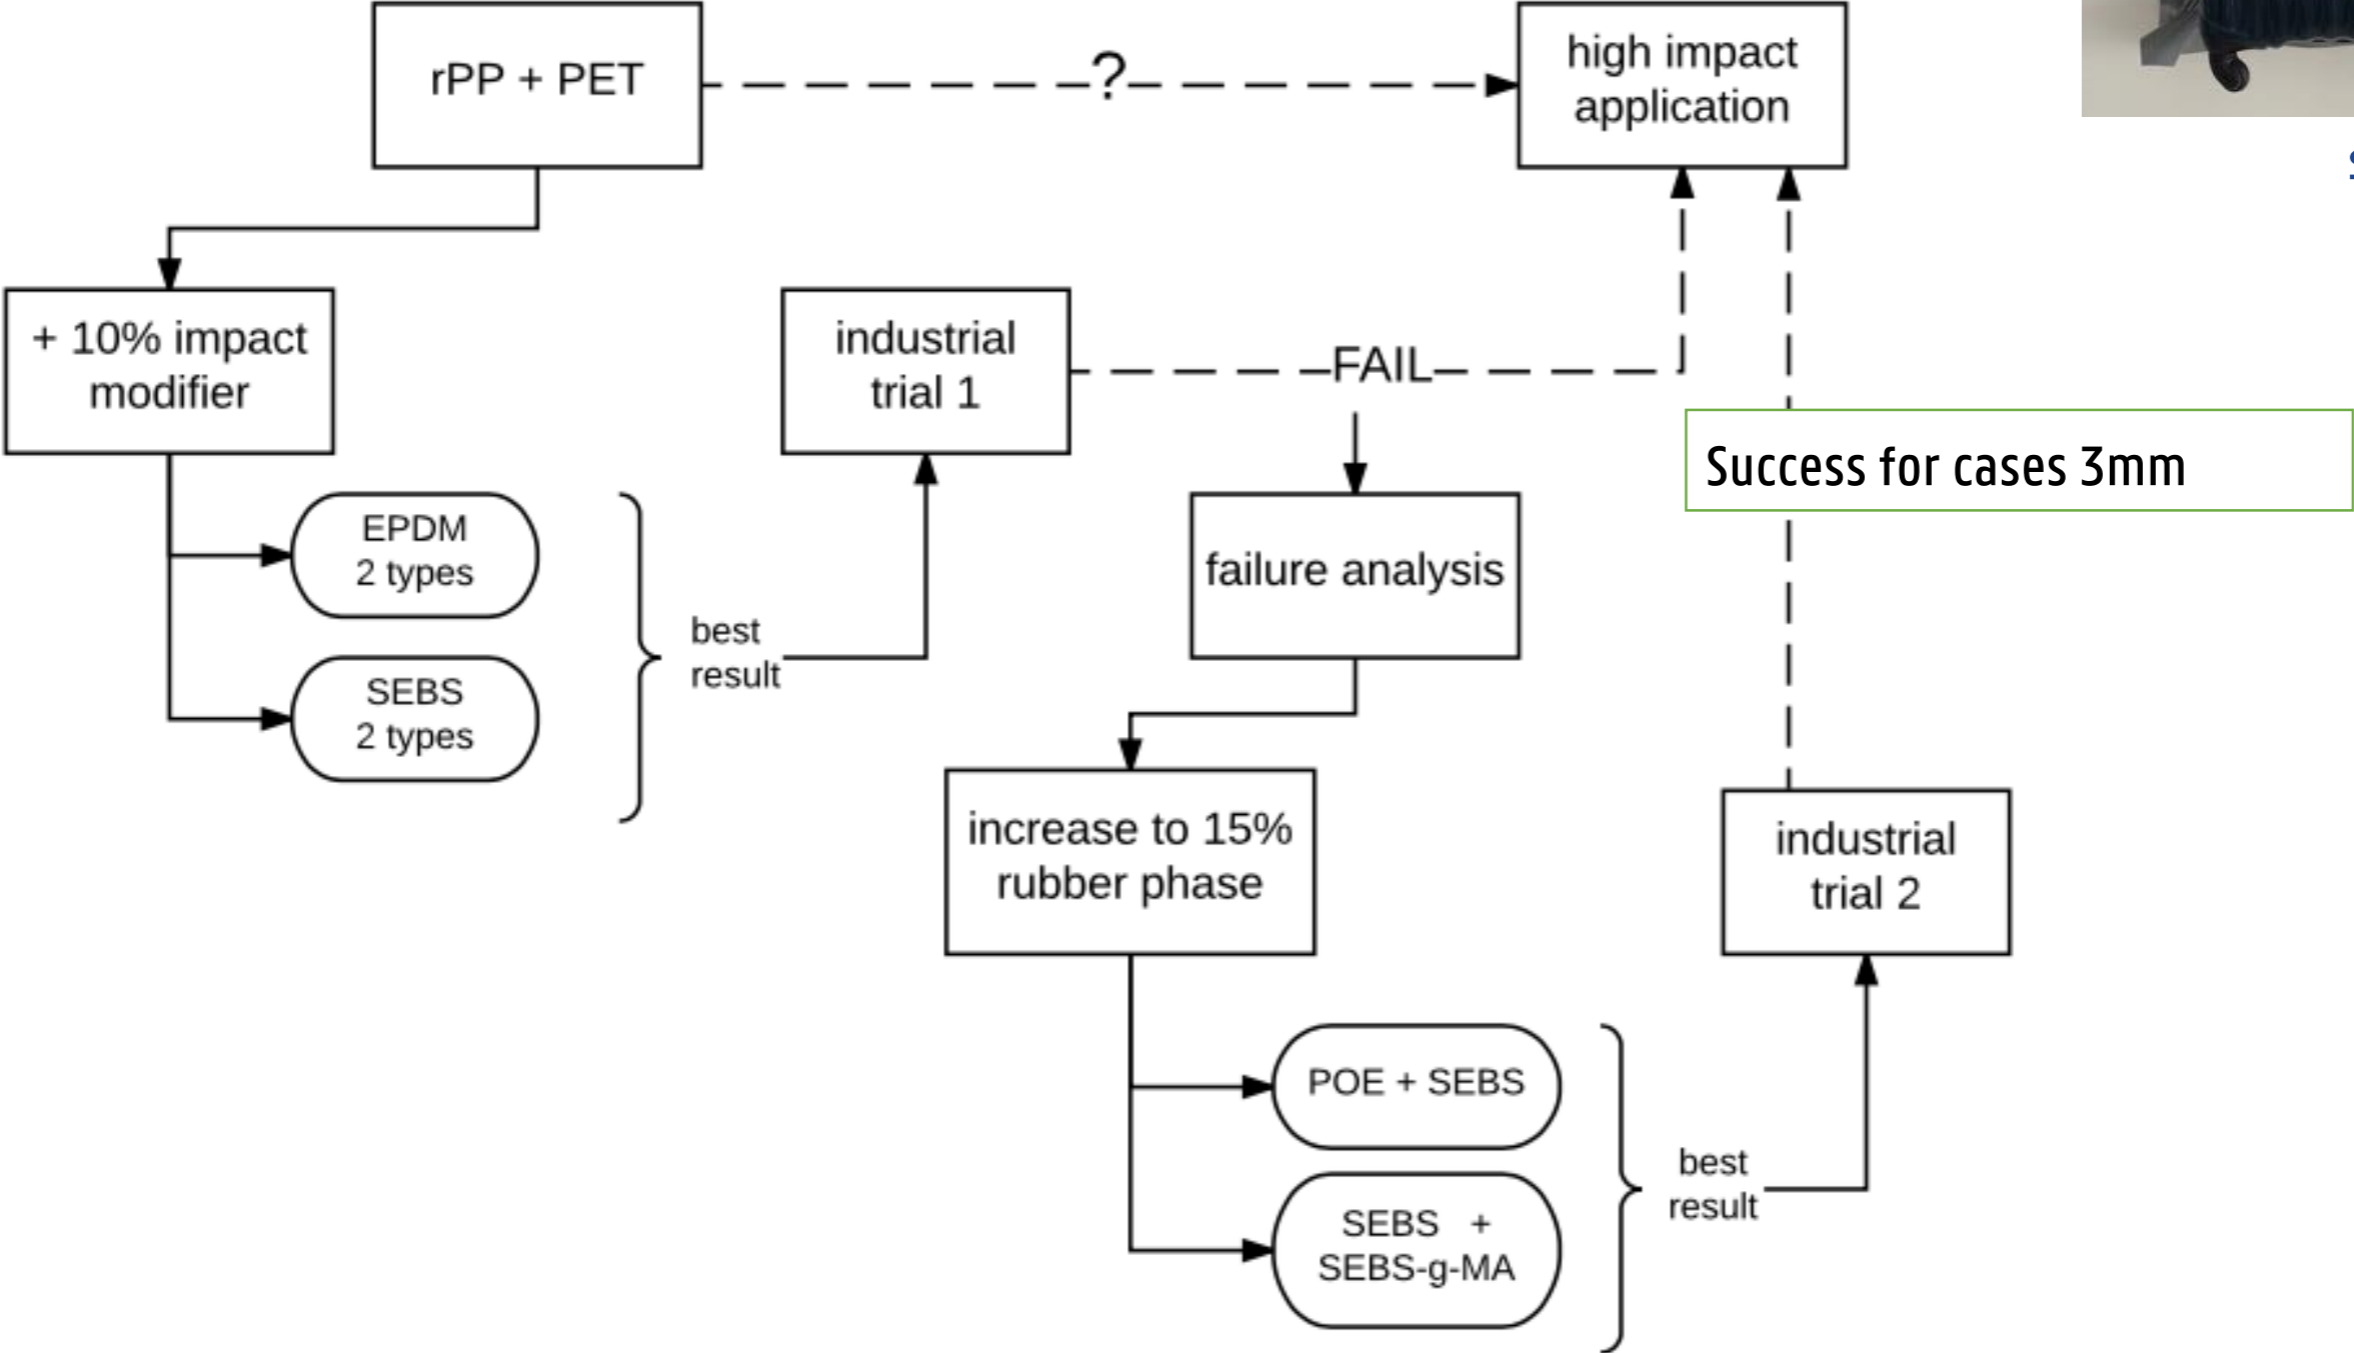 rPP + PET
?
high impact
application
+ 10% impact
modifier
industrial
trial 1
FAIL
Success for cases 3mm
EPDM
2 types
failure analysis
best
result
SEBS
2 types
increase to 15%
rubber phase
industrial
trial 2
POE + SEBS
best
result
SEBS +
SEBS-g-MA